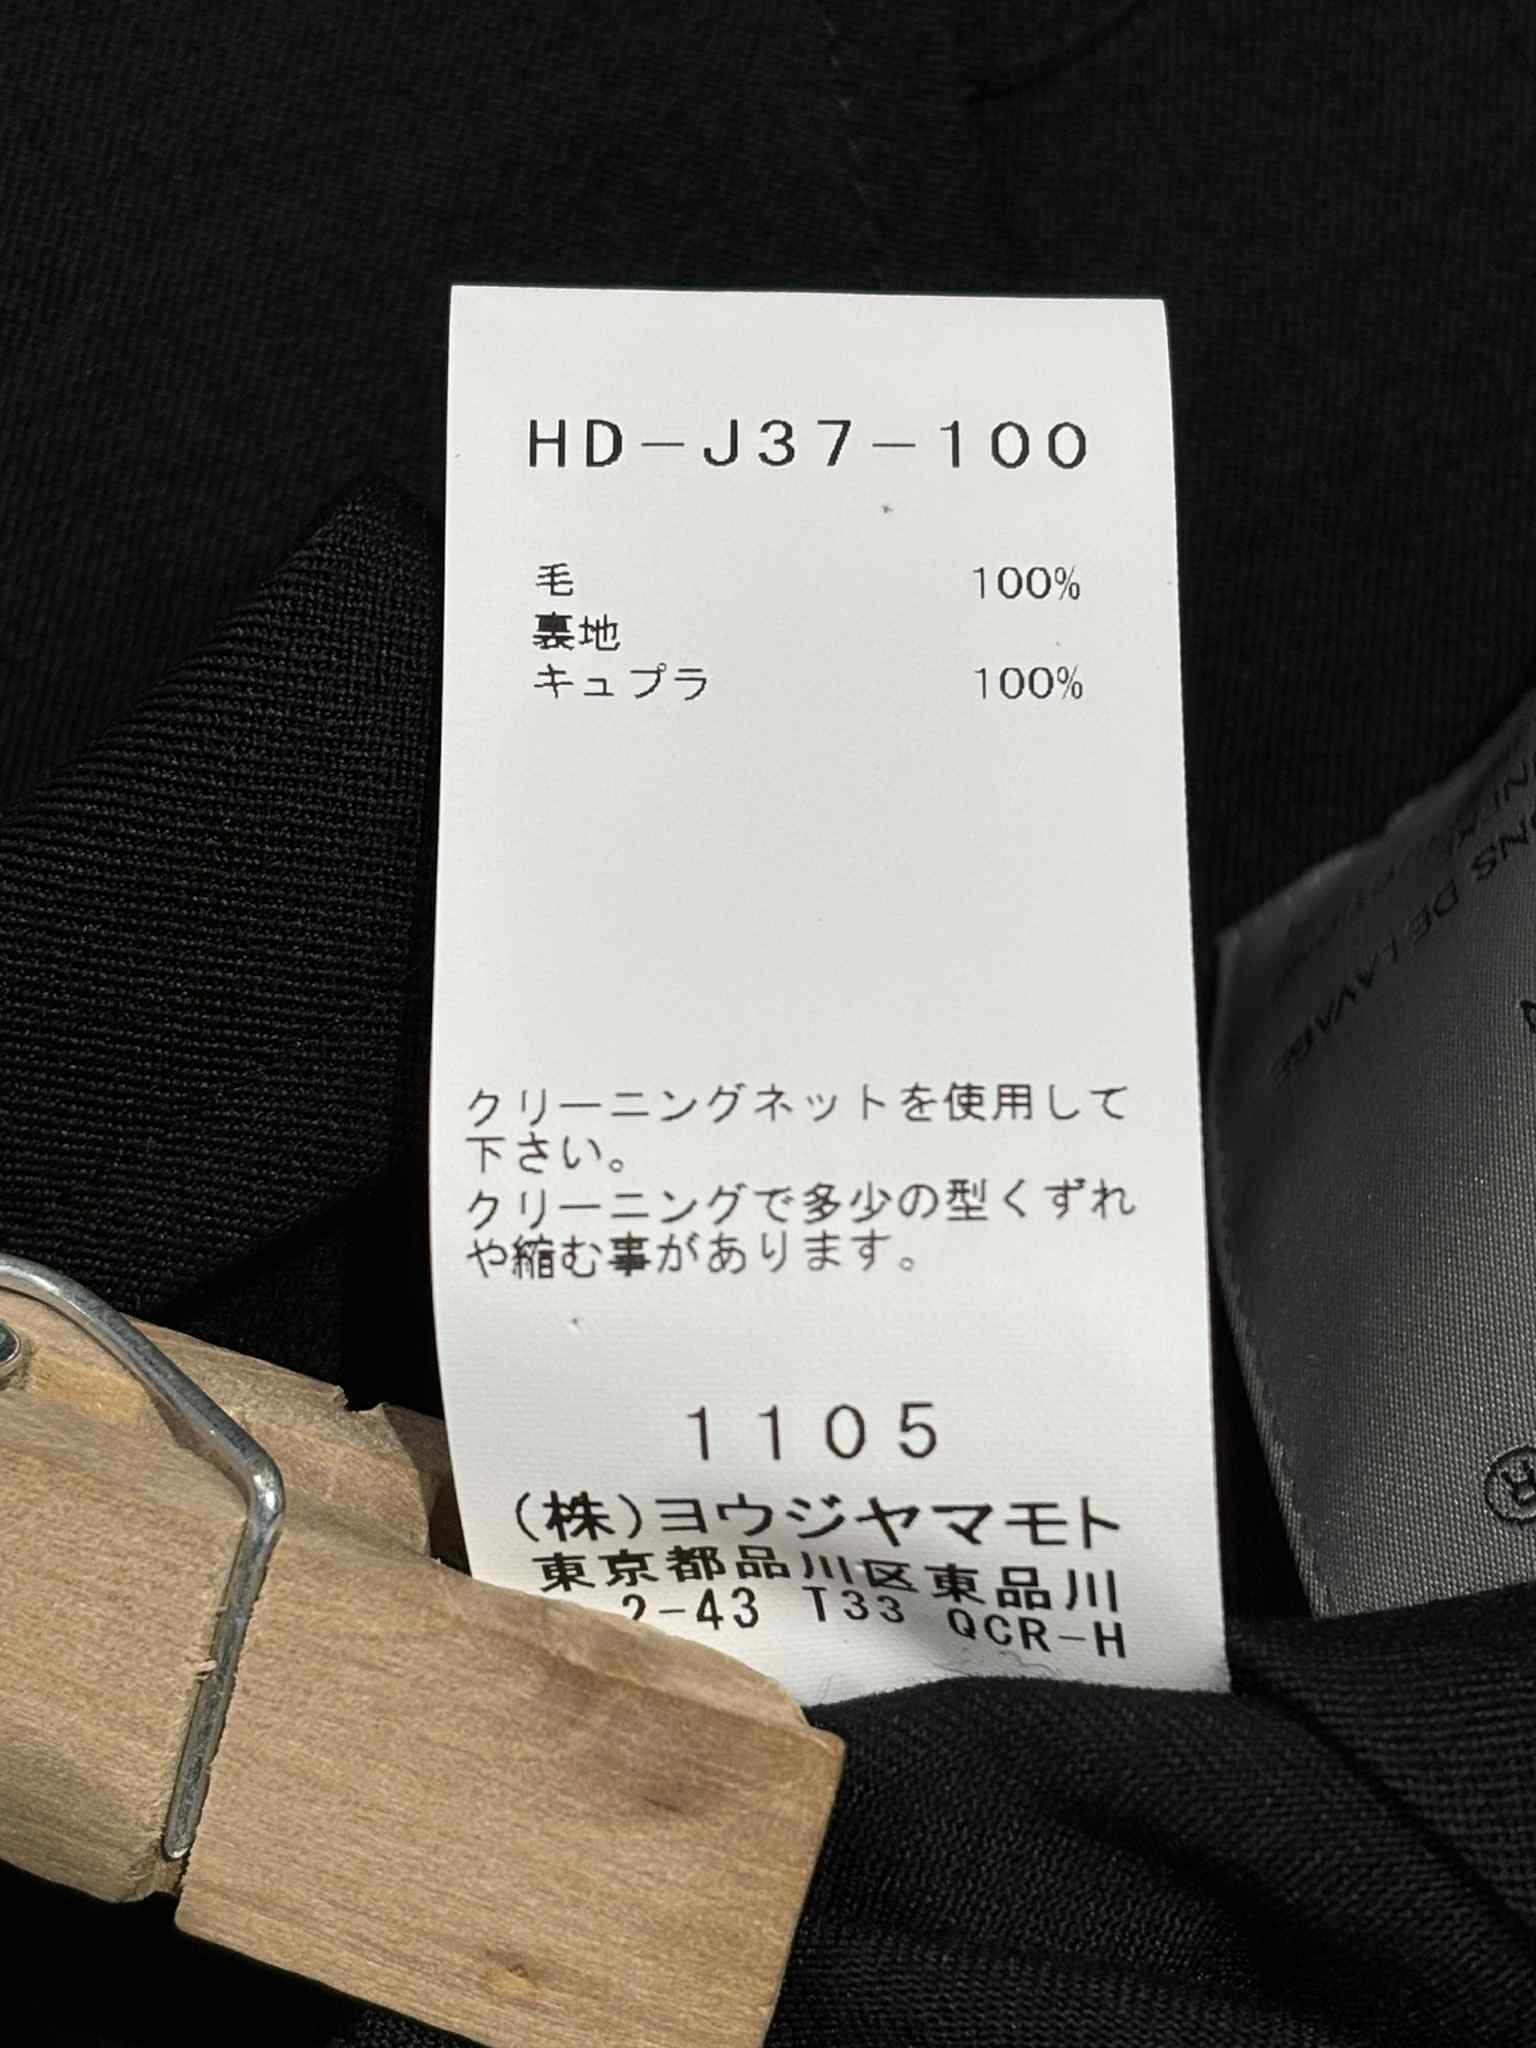 HD-J37-100
毛 100%
裏地
キュプラ 100%
クリーニングネットを使用して
下さい。
クリーニングで多少の型くずれ
や縮む事があります。
1105
(株)ヨウジヤマモト
東京都品川区東品川
2-43 T33 QCR-H
DE LAVAGE
®